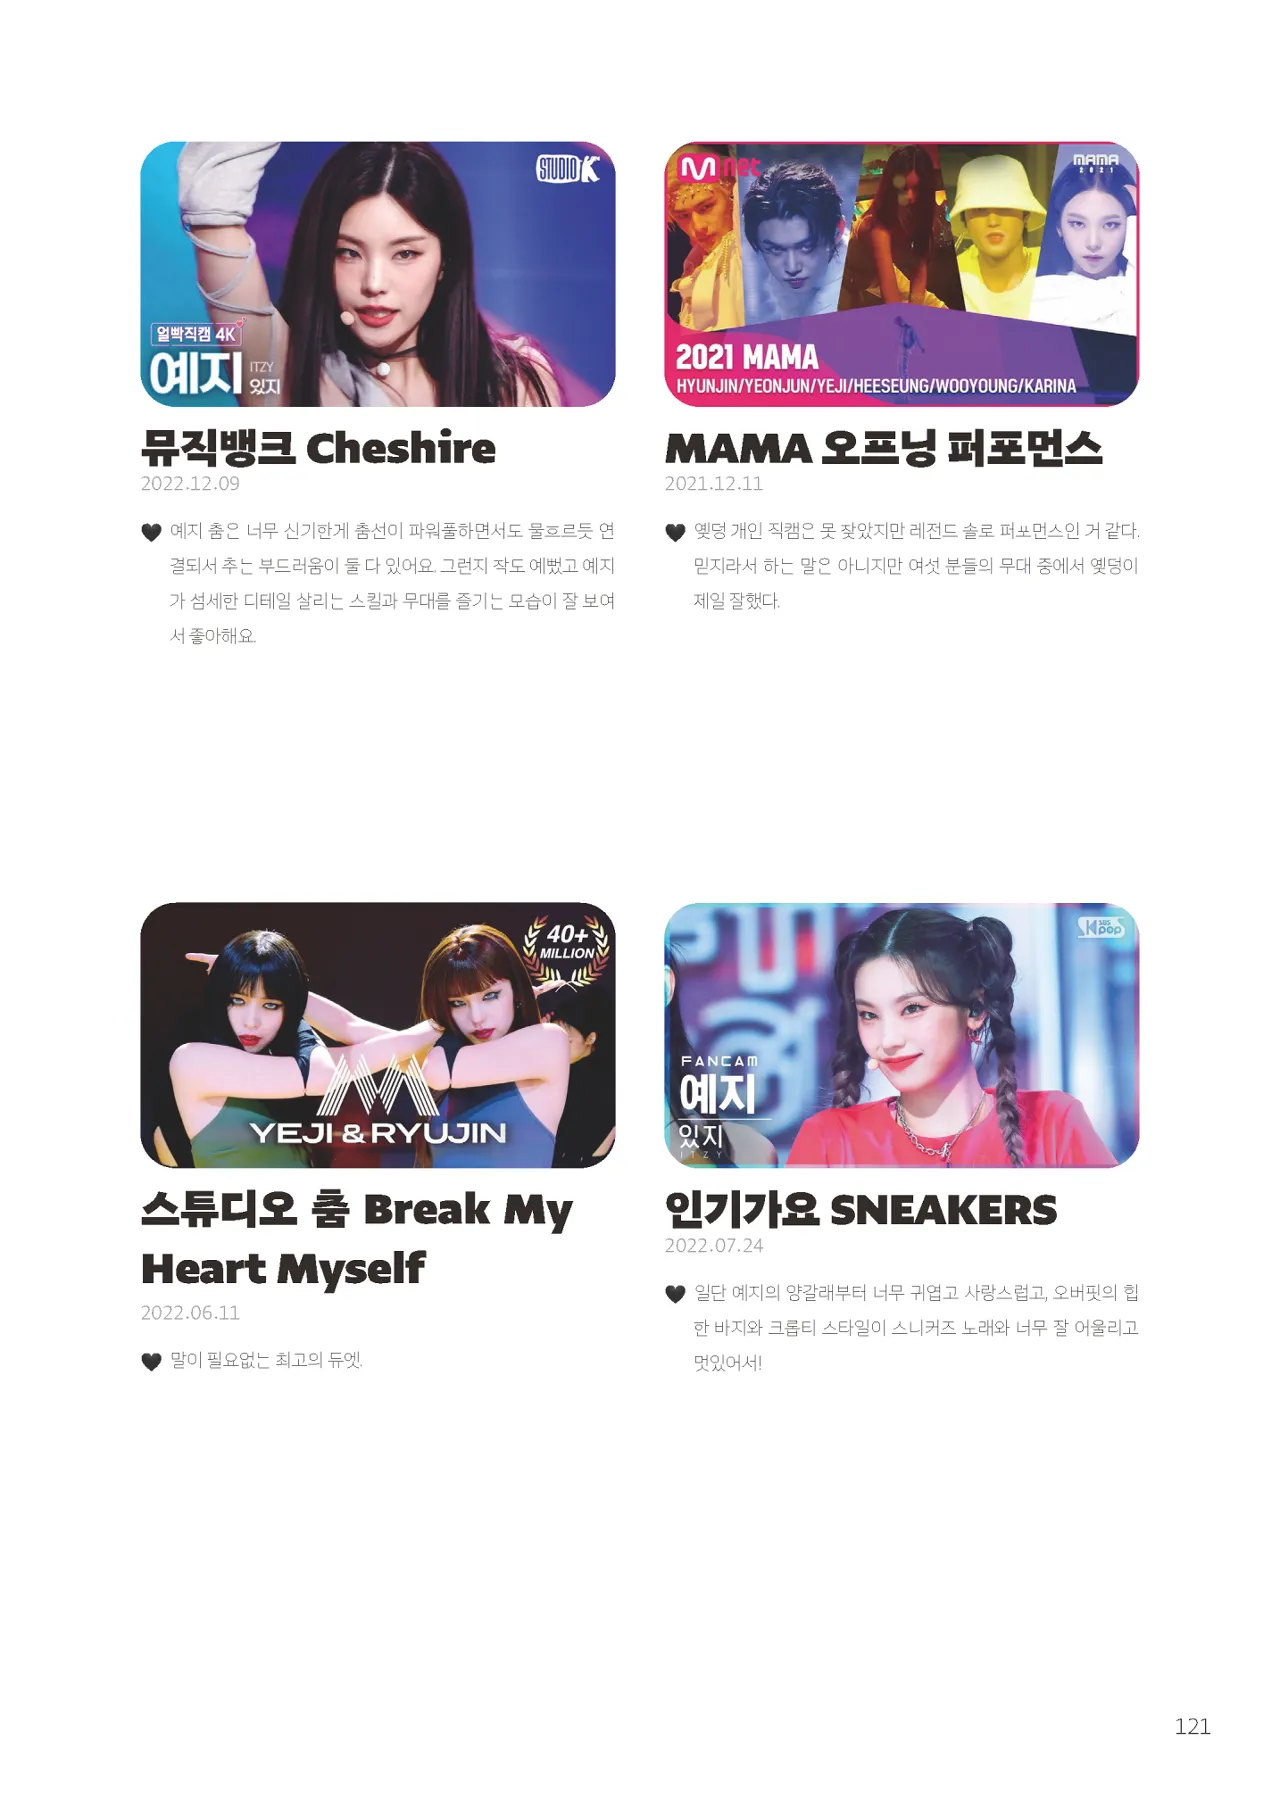 STUDIO K
얼빡직캠 4K
예지 ITZY
있지
뮤직뱅크 Cheshire
2022.12.09
예지 춤은 너무 신기한게 춤선이 파워풀하면서도 물흐르듯 연
결되서 추는 부드러움이 둘 다 있어요. 그런지 착도 예뻤고 예지
가 섬세한 디테일 살리는 스킬과 무대를 즐기는 모습이 잘 보여
서 좋아해요.
Mnet
MAMA
2021
2021 MAMA
HYUNJIN/YEONJUN/YEJI/HEESEUNG/WOOYOUNG/KARINA
MAMA 오프닝 퍼포먼스
2021.12.11
옛덩 개인 직캠은 못 찾았지만 레전드 솔로 퍼포먼스인 거 같다.
믿지라서 하는 말은 아니지만 여섯 분들의 무대 중에서 옛덩이
제일 잘했다.
40+
MILLION
YEJI & RYUJIN
스튜디오 춤 Break My
Heart Myself
2022.06.11
말이 필요없는 최고의 듀엣.
SBS
Kpop
FANCAM
예지
있지
ITZY
인기가요 SNEAKERS
2022.07.24
일단 예지의 양갈래부터 너무 귀엽고 사랑스럽고, 오버핏의 힙
한 바지와 크롭티 스타일이 스니커즈 노래와 너무 잘 어울리고
멋있어서!
121